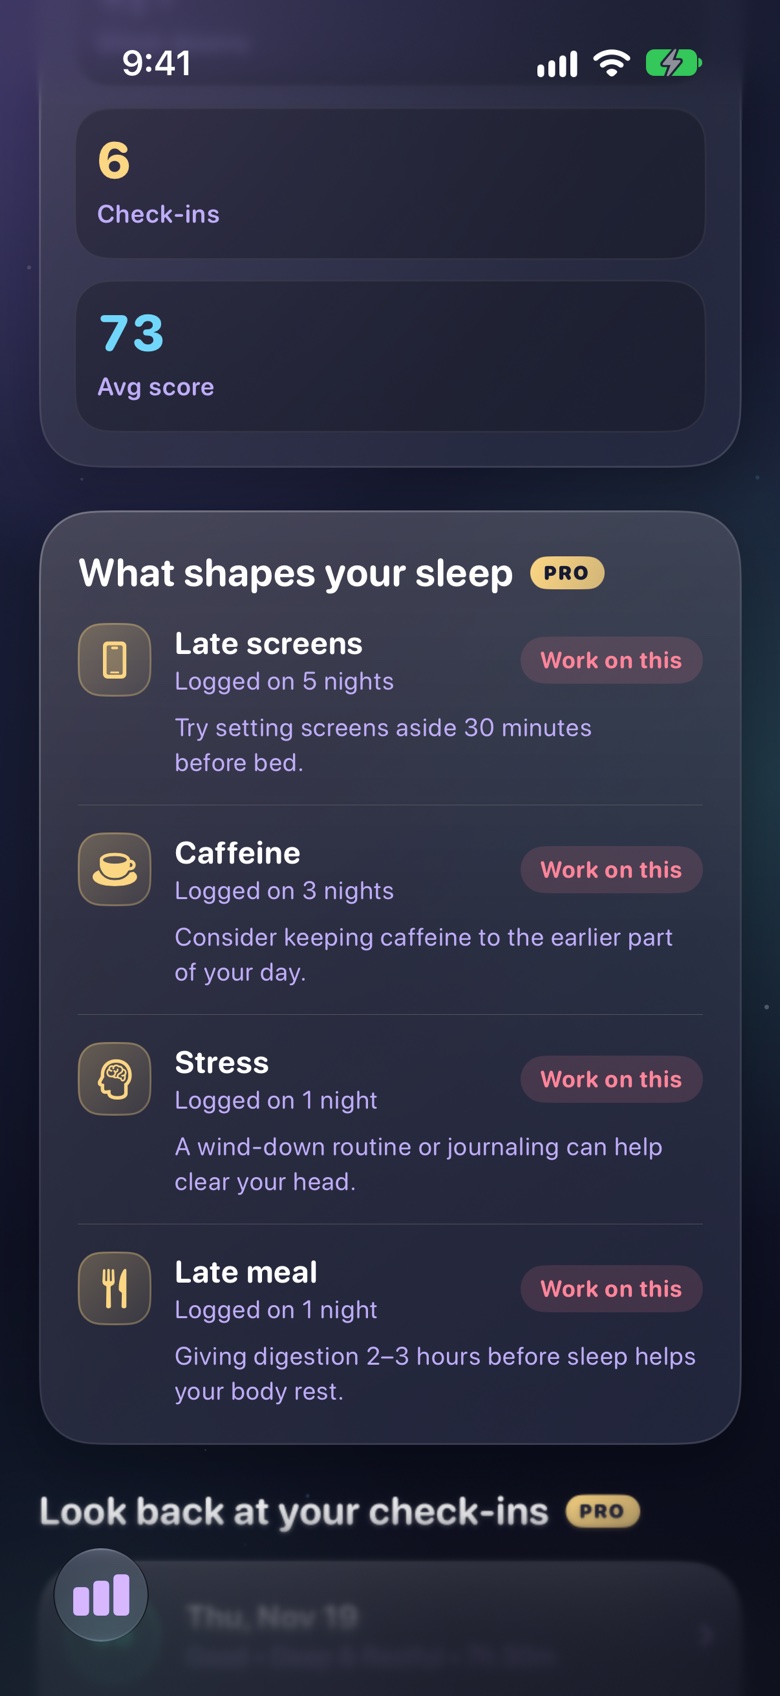 9:41
6
Check-ins
73
Avg score
What shapes your sleep PRO
Late screens
Logged on 5 nights
Work on this
Try setting screens aside 30 minutes
before bed.
Caffeine
Logged on 3 nights
Work on this
Consider keeping caffeine to the earlier part
of your day.
Stress
Logged on 1 night
Work on this
A wind-down routine or journaling can help
clear your head.
Late meal
Logged on 1 night
Work on this
Giving digestion 2–3 hours before sleep helps
your body rest.
Look back at your check-ins PRO
Thu, Nov 19